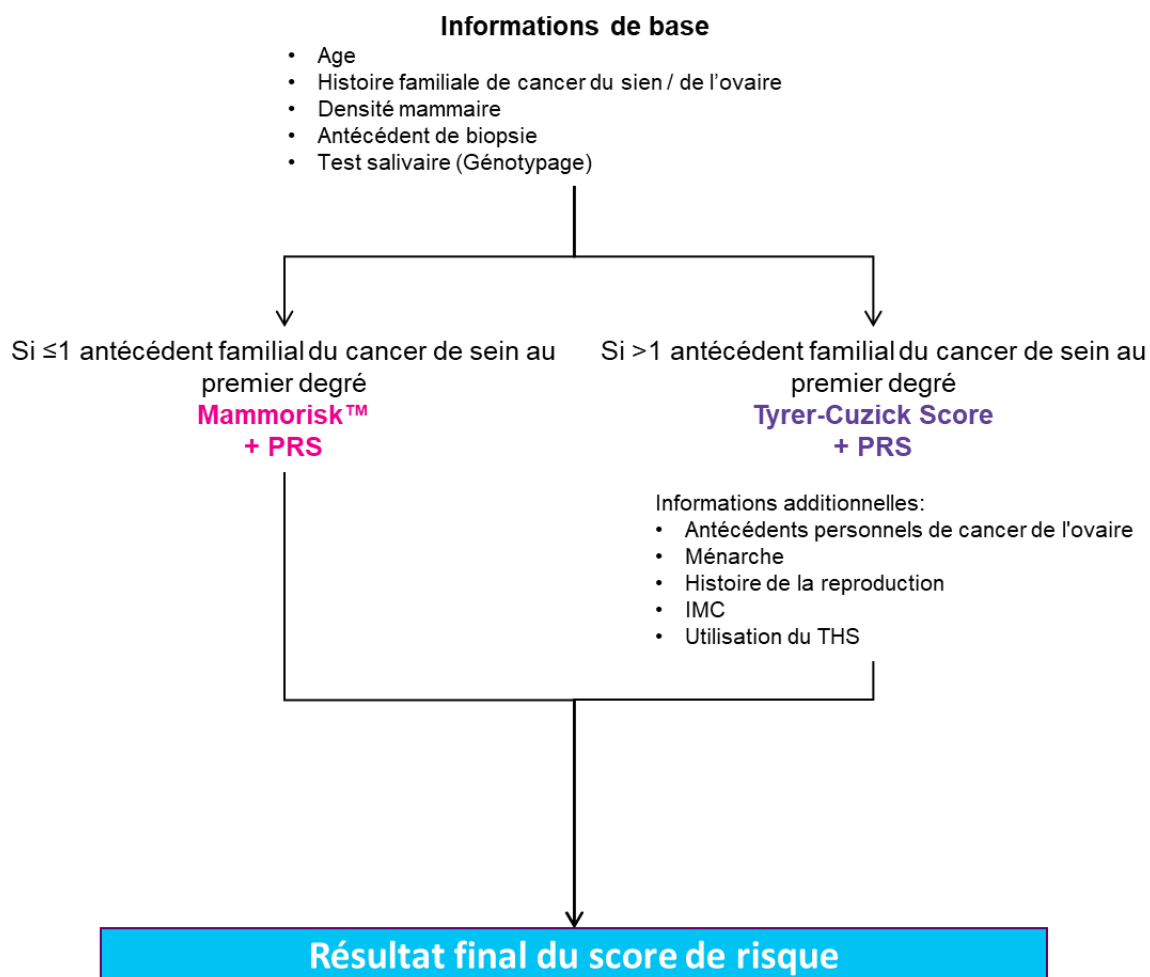 Informations de base
• Age
• Histoire familiale de cancer du sien / de l'ovaire
• Densité mammaire
• Antécédent de biopsie
• Test salivaire (Génotypage)
Si ≤1 antécédent familial du cancer de sein au
premier degré
Mammorisk™
+ PRS
Si >1 antécédent familial du cancer de sein au
premier degré
Tyrer-Cuzick Score
+ PRS
Informations additionnelles:
• Antécédents personnels de cancer de l'ovaire
• Ménarche
• Histoire de la reproduction
• IMC
• Utilisation du THS
Résultat final du score de risque